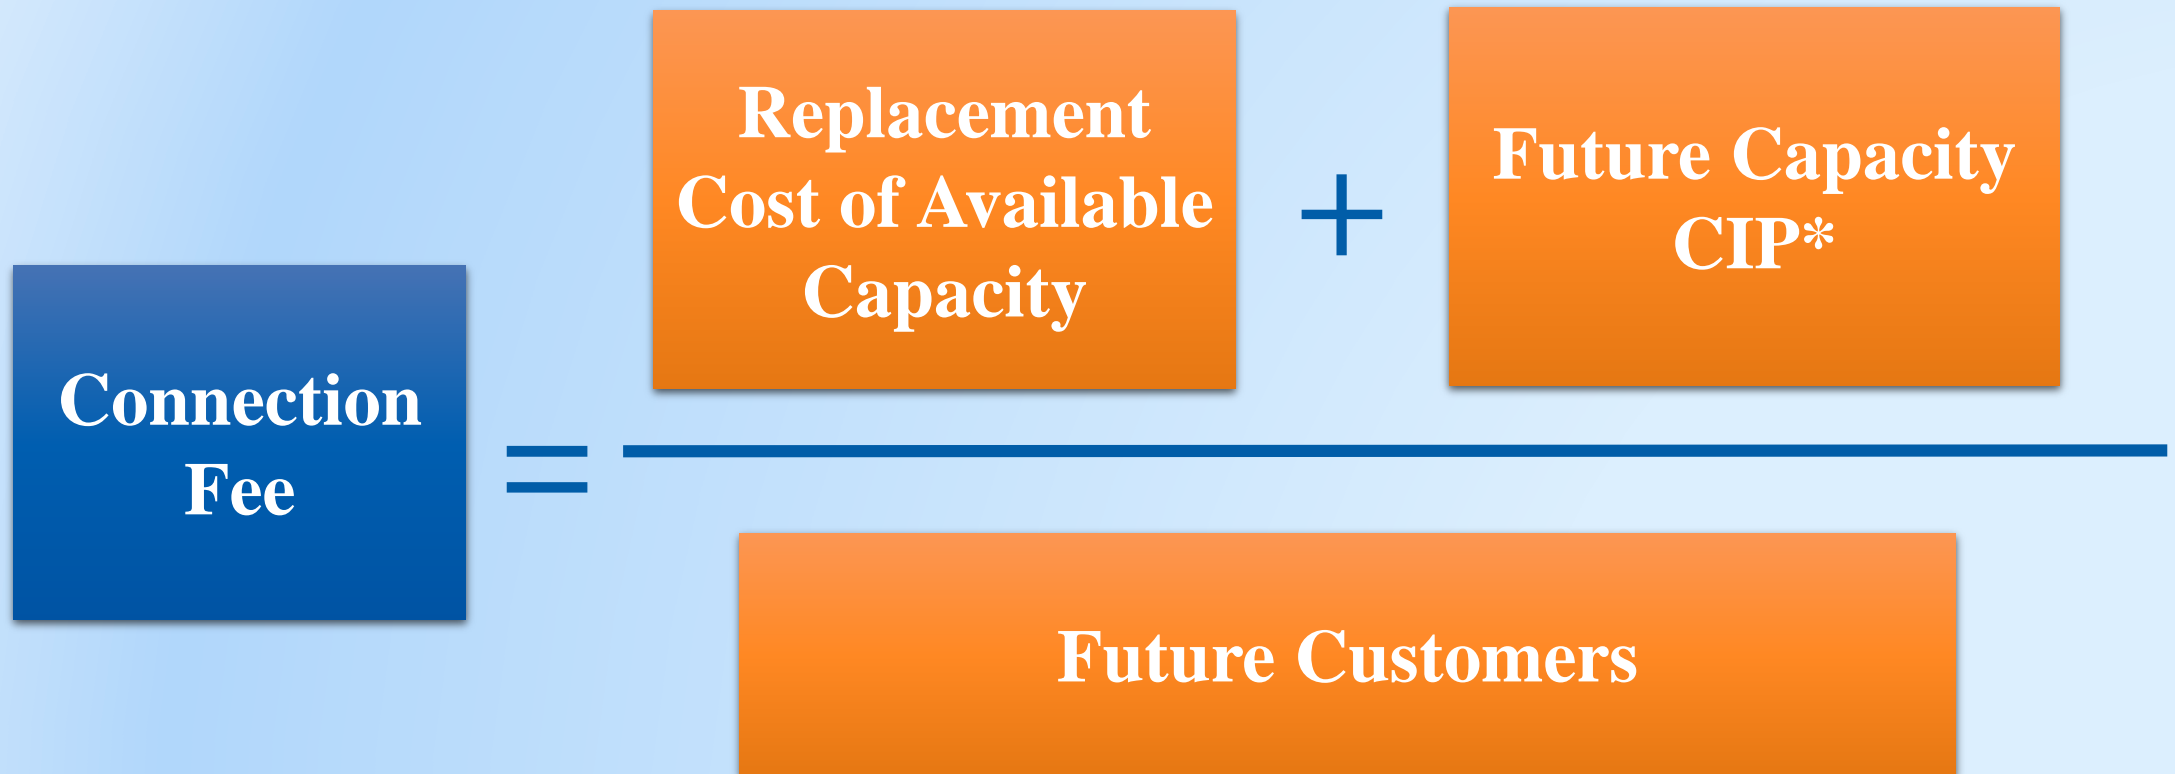 Connection
Fee
=
Replacement
Cost of Available
Capacity
+
Future Capacity
CIP*
Future Customers